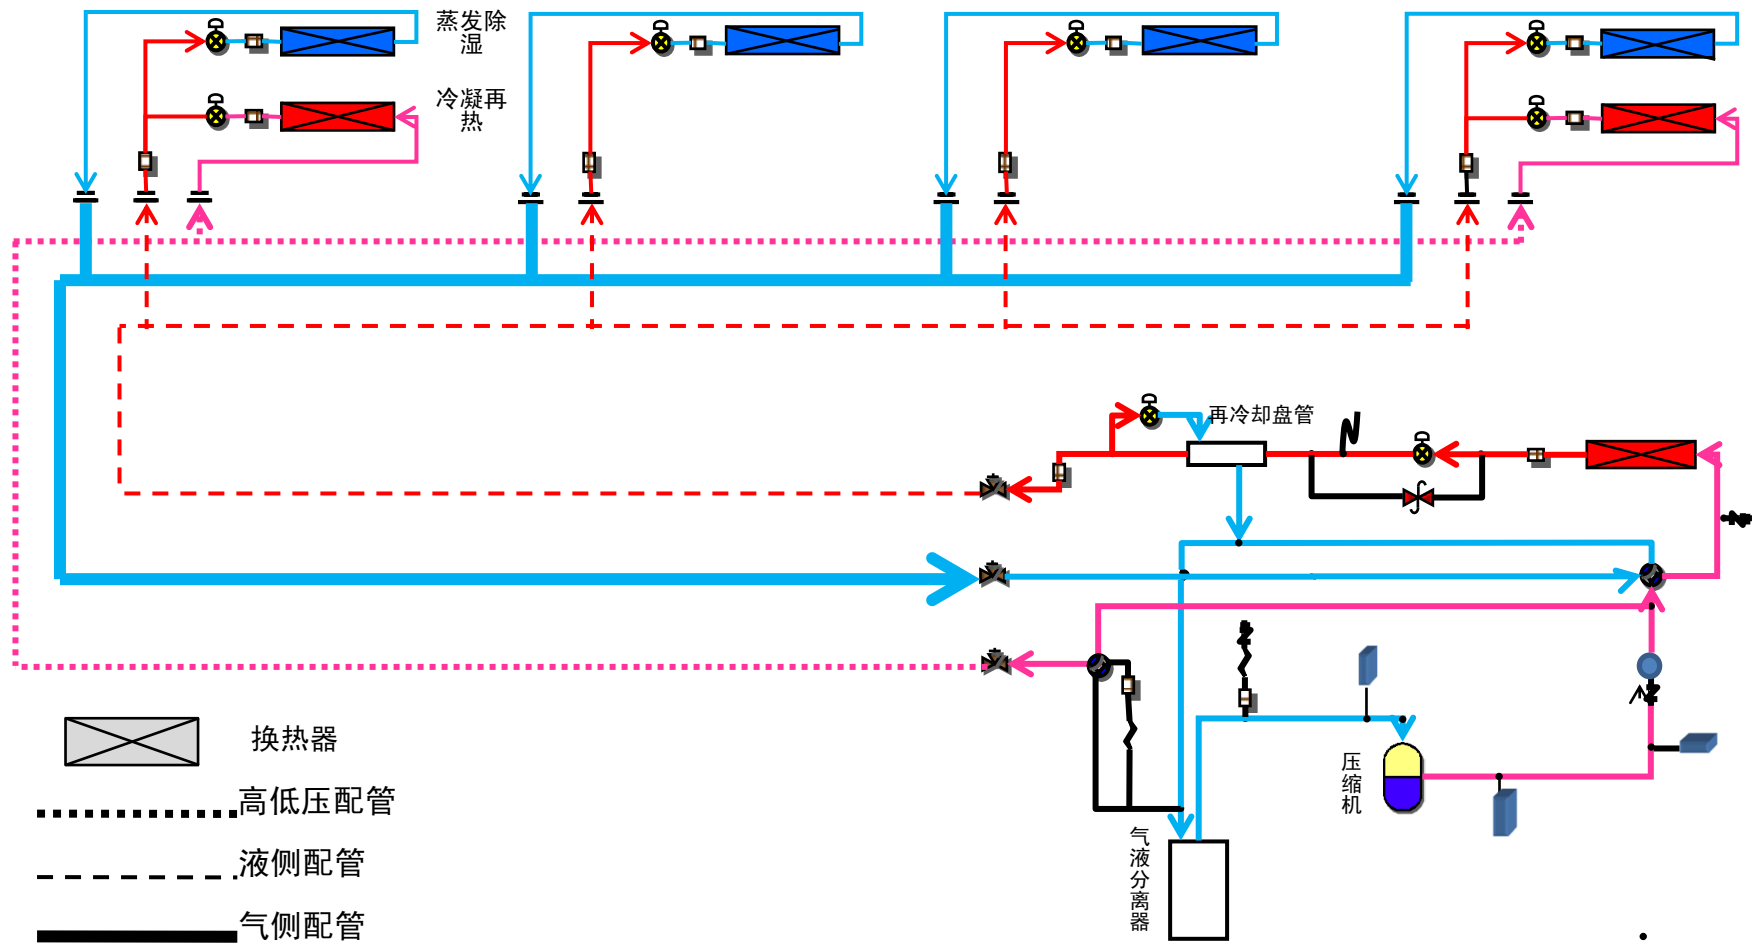 蒸发除
湿
冷凝再
热
再冷却盘管
压
缩
机
气
液
分
离
器
换热器
高低压配管
液侧配管
气侧配管